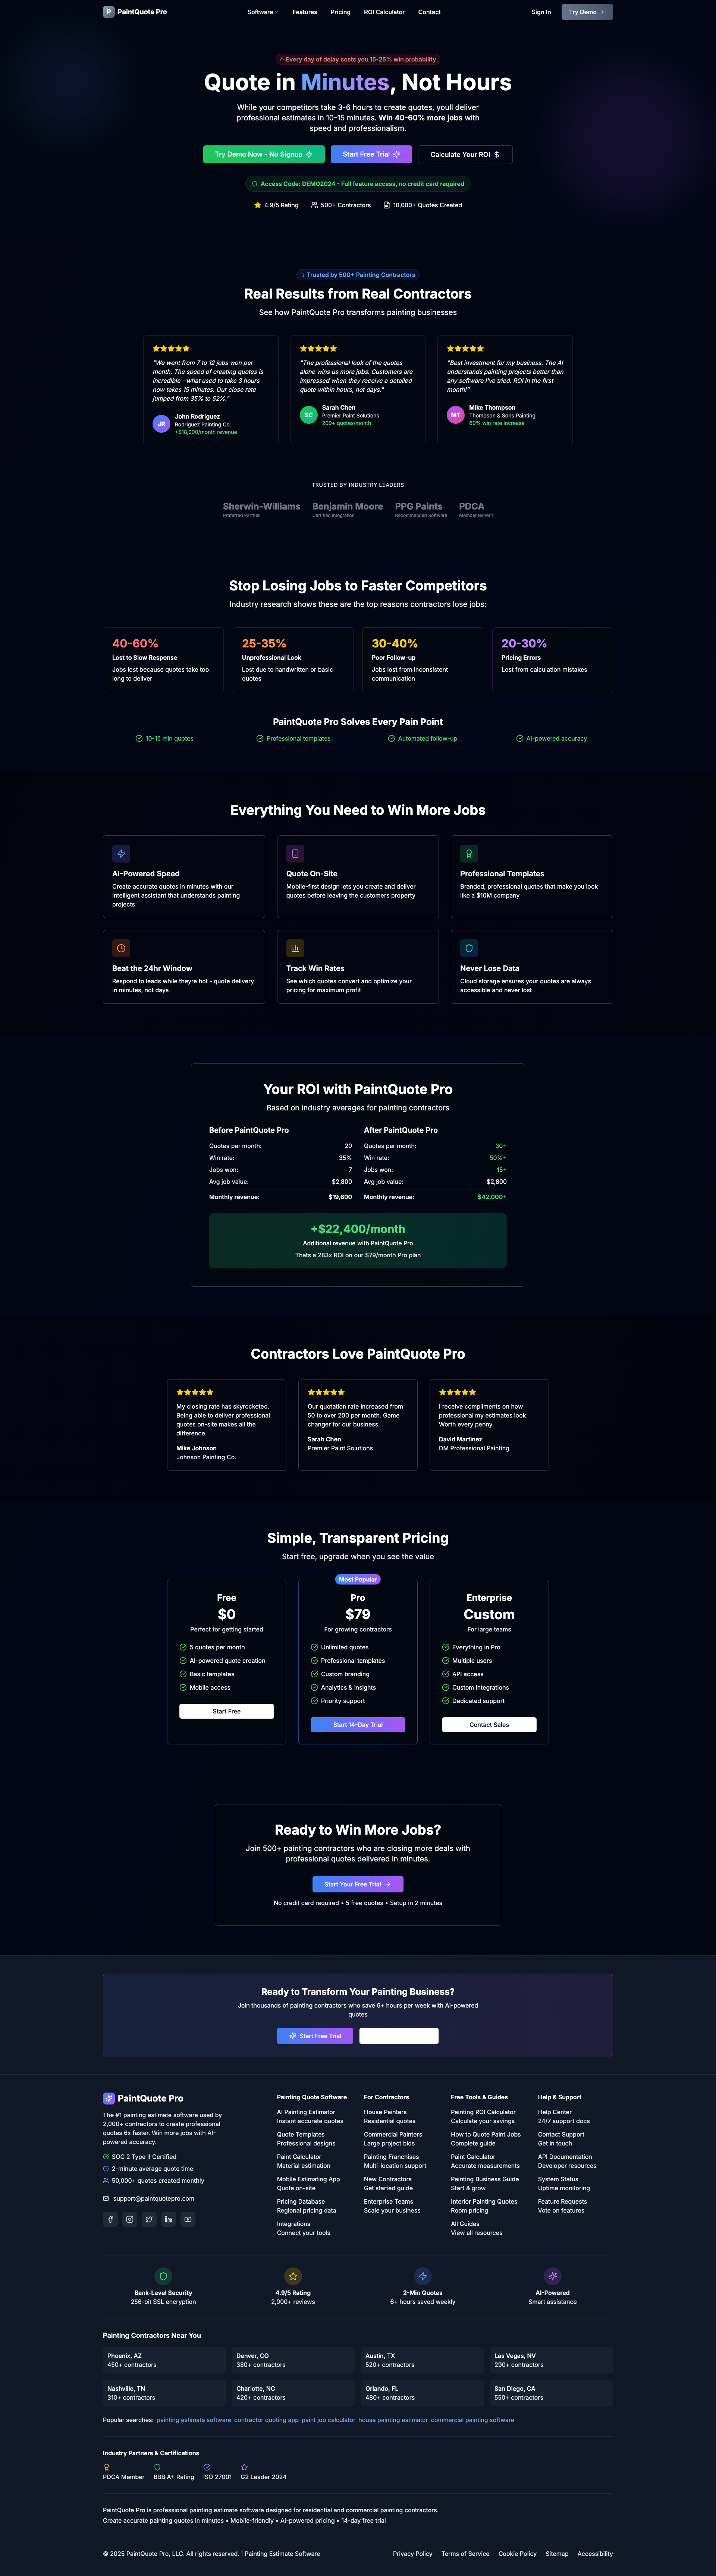 P PaintQuote Pro
Software Features Pricing ROI Calculator Contact
Sign In Try Demo
Every day of delay costs you 15-25% win probability
Quote in Minutes, Not Hours
While your competitors take 3-6 hours to create quotes, youll deliver
professional estimates in 10-15 minutes. Win 40-60% more jobs with
speed and professionalism.
Try Demo Now - No Signup
Start Free Trial
Calculate Your ROI
Access Code: DEMO2024 - Full feature access, no credit card required
4.9/5 Rating 500+ Contractors 10,000+ Quotes Created
Trusted by 500+ Painting Contractors
Real Results from Real Contractors
See how PaintQuote Pro transforms painting businesses
"We went from 7 to 12 jobs won per
month. The speed of creating quotes is
incredible - what used to take 3 hours
now takes 15 minutes. Our close rate
jumped from 35% to 52%."
JR
John Rodriguez
Rodriguez Painting Co.
+$18,000/month revenue
"The professional look of the quotes
alone wins us more jobs. Customers are
impressed when they receive a detailed
quote within hours, not days."
SC
Sarah Chen
Premier Paint Solutions
200+ quotes/month
"Best investment for my business. The AI
understands painting projects better than
any software I've tried. ROI in the first
month!"
MT
Mike Thompson
Thompson & Sons Painting
60% win rate increase
TRUSTED BY INDUSTRY LEADERS
Sherwin-Williams
Preferred Partner
Benjamin Moore
Certified Integration
PPG Paints
Recommended Software
PDCA
Member Benefit
Stop Losing Jobs to Faster Competitors
Industry research shows these are the top reasons contractors lose jobs:
40-60%
Lost to Slow Response
Jobs lost because quotes take too
long to deliver
25-35%
Unprofessional Look
Lost due to handwritten or basic
quotes
30-40%
Poor Follow-up
Jobs lost from inconsistent
communication
20-30%
Pricing Errors
Lost from calculation mistakes
PaintQuote Pro Solves Every Pain Point
10-15 min quotes
Professional templates
Automated follow-up
AI-powered accuracy
Everything You Need to Win More Jobs
AI-Powered Speed
Create accurate quotes in minutes with our
intelligent assistant that understands painting
projects
Quote On-Site
Mobile-first design lets you create and deliver
quotes before leaving the customers property
Professional Templates
Branded, professional quotes that make you look
like a $10M company
Beat the 24hr Window
Respond to leads while theyre hot - quote delivery
in minutes, not days
Track Win Rates
See which quotes convert and optimize your
pricing for maximum profit
Never Lose Data
Cloud storage ensures your quotes are always
accessible and never lost
Your ROI with PaintQuote Pro
Based on industry averages for painting contractors
Before PaintQuote Pro
Quotes per month: 20
Win rate: 35%
Jobs won: 7
Avg job value: $2,800
Monthly revenue: $19,600
After PaintQuote Pro
Quotes per month: 30+
Win rate: 50%+
Jobs won: 15+
Avg job value: $2,800
Monthly revenue: $42,000+
+$22,400/month
Additional revenue with PaintQuote Pro
Thats a 283x ROI on our $79/month Pro plan
Contractors Love PaintQuote Pro
My closing rate has skyrocketed.
Being able to deliver professional
quotes on-site makes all the
difference.
Mike Johnson
Johnson Painting Co.
Our quotation rate increased from
50 to over 200 per month. Game
changer for our business.
Sarah Chen
Premier Paint Solutions
I receive compliments on how
professional my estimates look.
Worth every penny.
David Martinez
DM Professional Painting
Simple, Transparent Pricing
Start free, upgrade when you see the value
Free
$0
Perfect for getting started
5 quotes per month
AI-powered quote creation
Basic templates
Mobile access
Start Free
Most Popular
Pro
$79
For growing contractors
Unlimited quotes
Professional templates
Custom branding
Analytics & insights
Priority support
Start 14-Day Trial
Enterprise
Custom
For large teams
Everything in Pro
Multiple users
API access
Custom integrations
Dedicated support
Contact Sales
Ready to Win More Jobs?
Join 500+ painting contractors who are closing more deals with
professional quotes delivered in minutes.
Start Your Free Trial
No credit card required • 5 free quotes • Setup in 2 minutes
Ready to Transform Your Painting Business?
Join thousands of painting contractors who save 6+ hours per week with AI-powered
quotes
Start Free Trial
PaintQuote Pro
The #1 painting estimate software used by
2,000+ contractors to create professional
quotes 6x faster. Win more jobs with AI-
powered accuracy.
SOC 2 Type II Certified
2-minute average quote time
50,000+ quotes created monthly
support@paintquotepro.com
Painting Quote Software
AI Painting Estimator
Instant accurate quotes
Quote Templates
Professional designs
Paint Calculator
Material estimation
Mobile Estimating App
Quote on-site
Pricing Database
Regional pricing data
Integrations
Connect your tools
For Contractors
House Painters
Residential quotes
Commercial Painters
Large project bids
Painting Franchises
Multi-location support
New Contractors
Get started guide
Enterprise Teams
Scale your business
Free Tools & Guides
Painting ROI Calculator
Calculate your savings
How to Quote Paint Jobs
Complete guide
Paint Calculator
Accurate measurements
Painting Business Guide
Start & grow
Interior Painting Quotes
Room pricing
All Guides
View all resources
Help & Support
Help Center
24/7 support docs
Contact Support
Get in touch
API Documentation
Developer resources
System Status
Uptime monitoring
Feature Requests
Vote on features
Bank-Level Security
256-bit SSL encryption
4.9/5 Rating
2,000+ reviews
2-Min Quotes
6+ hours saved weekly
AI-Powered
Smart assistance
Painting Contractors Near You
Phoenix, AZ
450+ contractors
Denver, CO
380+ contractors
Austin, TX
520+ contractors
Las Vegas, NV
290+ contractors
Nashville, TN
310+ contractors
Charlotte, NC
420+ contractors
Orlando, FL
480+ contractors
San Diego, CA
550+ contractors
Popular searches: painting estimate software contractor quoting app paint job calculator house painting estimator commercial painting software
Industry Partners & Certifications
PDCA Member
BBB A+ Rating
ISO 27001
G2 Leader 2024
PaintQuote Pro is professional painting estimate software designed for residential and commercial painting contractors.
Create accurate painting quotes in minutes • Mobile-friendly • AI-powered pricing • 14-day free trial
© 2025 PaintQuote Pro, LLC. All rights reserved. | Painting Estimate Software
Privacy Policy Terms of Service Cookie Policy Sitemap Accessibility